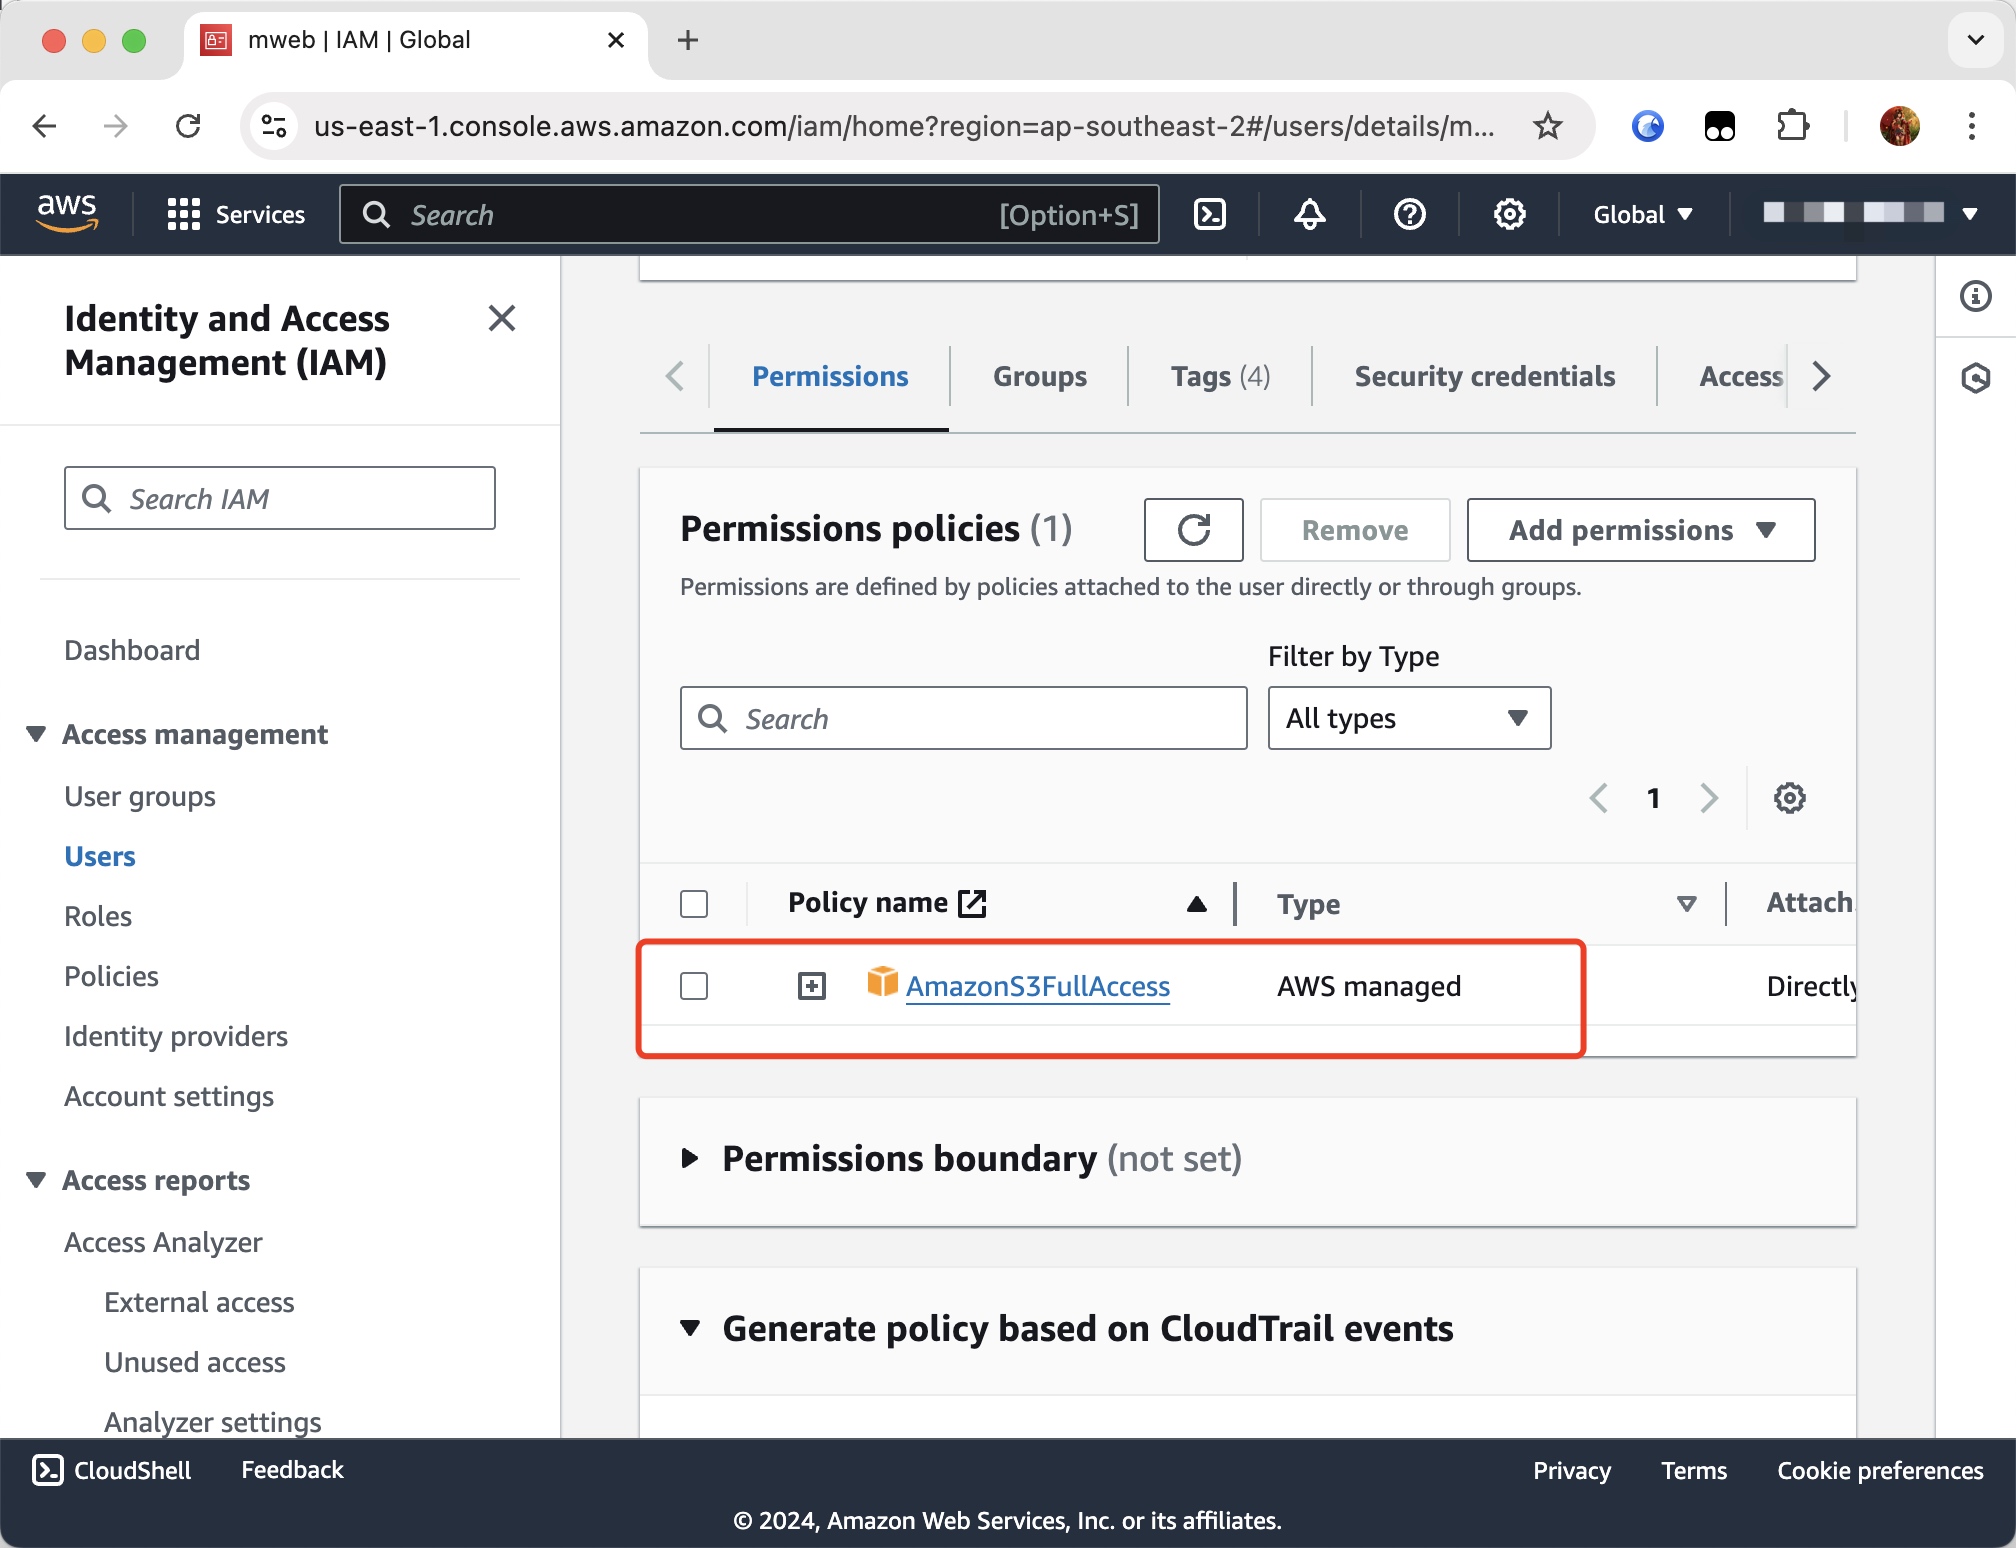 mweb | IAM | Global
us-east-1.console.aws.amazon.com/iam/home?region=ap-southeast-2#/users/details/m...
aws
Services
Search
[Option+S]
Global
Identity and Access
Management (IAM)
Search IAM
Dashboard
Access management
User groups
Users
Roles
Policies
Identity providers
Account settings
Access reports
Access Analyzer
External access
Unused access
Analyzer settings
Permissions
Groups
Tags (4)
Security credentials
Access
Permissions policies (1)
Remove
Add permissions
Permissions are defined by policies attached to the user directly or through groups.
Filter by Type
Search
All types
1
Policy name
Type
Attach
AmazonS3FullAccess
AWS managed
Directly
Permissions boundary (not set)
Generate policy based on CloudTrail events
CloudShell
Feedback
Privacy
Terms
Cookie preferences
© 2024, Amazon Web Services, Inc. or its affiliates.